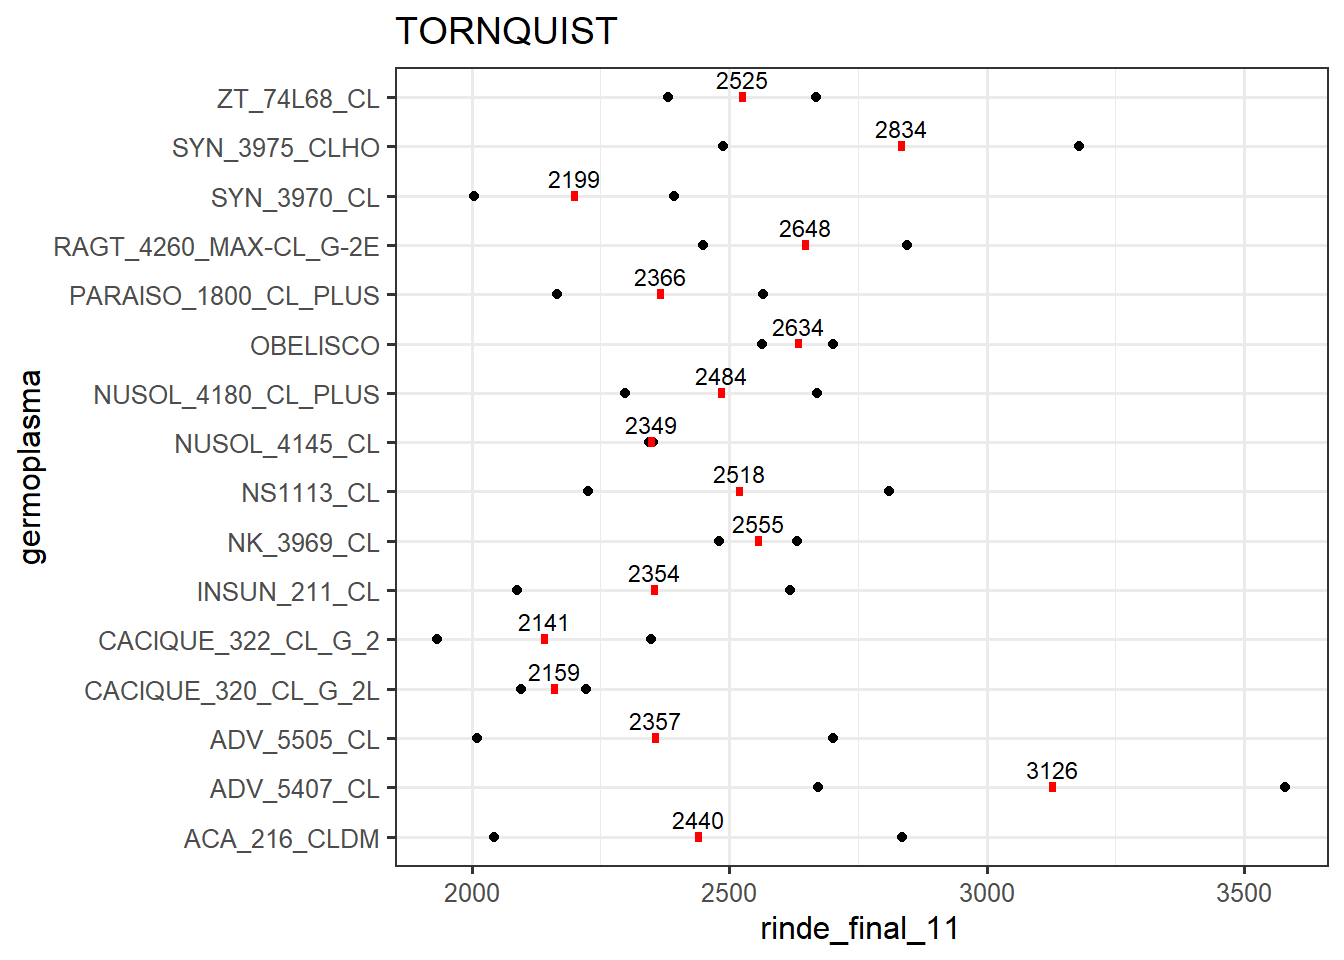 TORNQUIST
germoplasma
ZT_74L68_CL
2525
SYN_3975_CLHO
2834
SYN_3970_CL
2199
RAGT_4260_MAX-CL_G-2E
2648
PARAISO_1800_CL_PLUS
2366
OBELISCO
2634
NUSOL_4180_CL_PLUS
2484
NUSOL_4145_CL
2349
NS1113_CL
2518
NK_3969_CL
2555
INSUN_211_CL
2354
CACIQUE_322_CL_G_2
2141
CACIQUE_320_CL_G_2L
2159
ADV_5505_CL
2357
ADV_5407_CL
3126
ACA_216_CLDM
2440
2000 2500 3000 3500
rinde_final_11